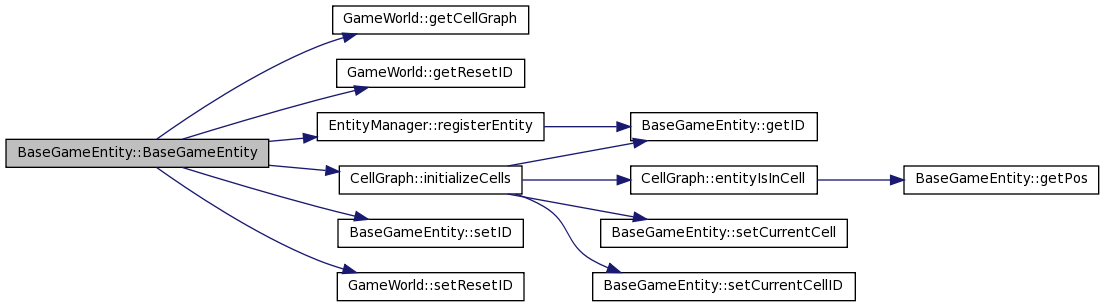 GameWorld::getCellGraph
GameWorld::getResetID
EntityManager::registerEntity
BaseGameEntity::getID
BaseGameEntity::BaseGameEntity
CellGraph::initializeCells
CellGraph::entityIsInCell
BaseGameEntity::getPos
BaseGameEntity::setID
BaseGameEntity::setCurrentCell
GameWorld::setResetID
BaseGameEntity::setCurrentCellID